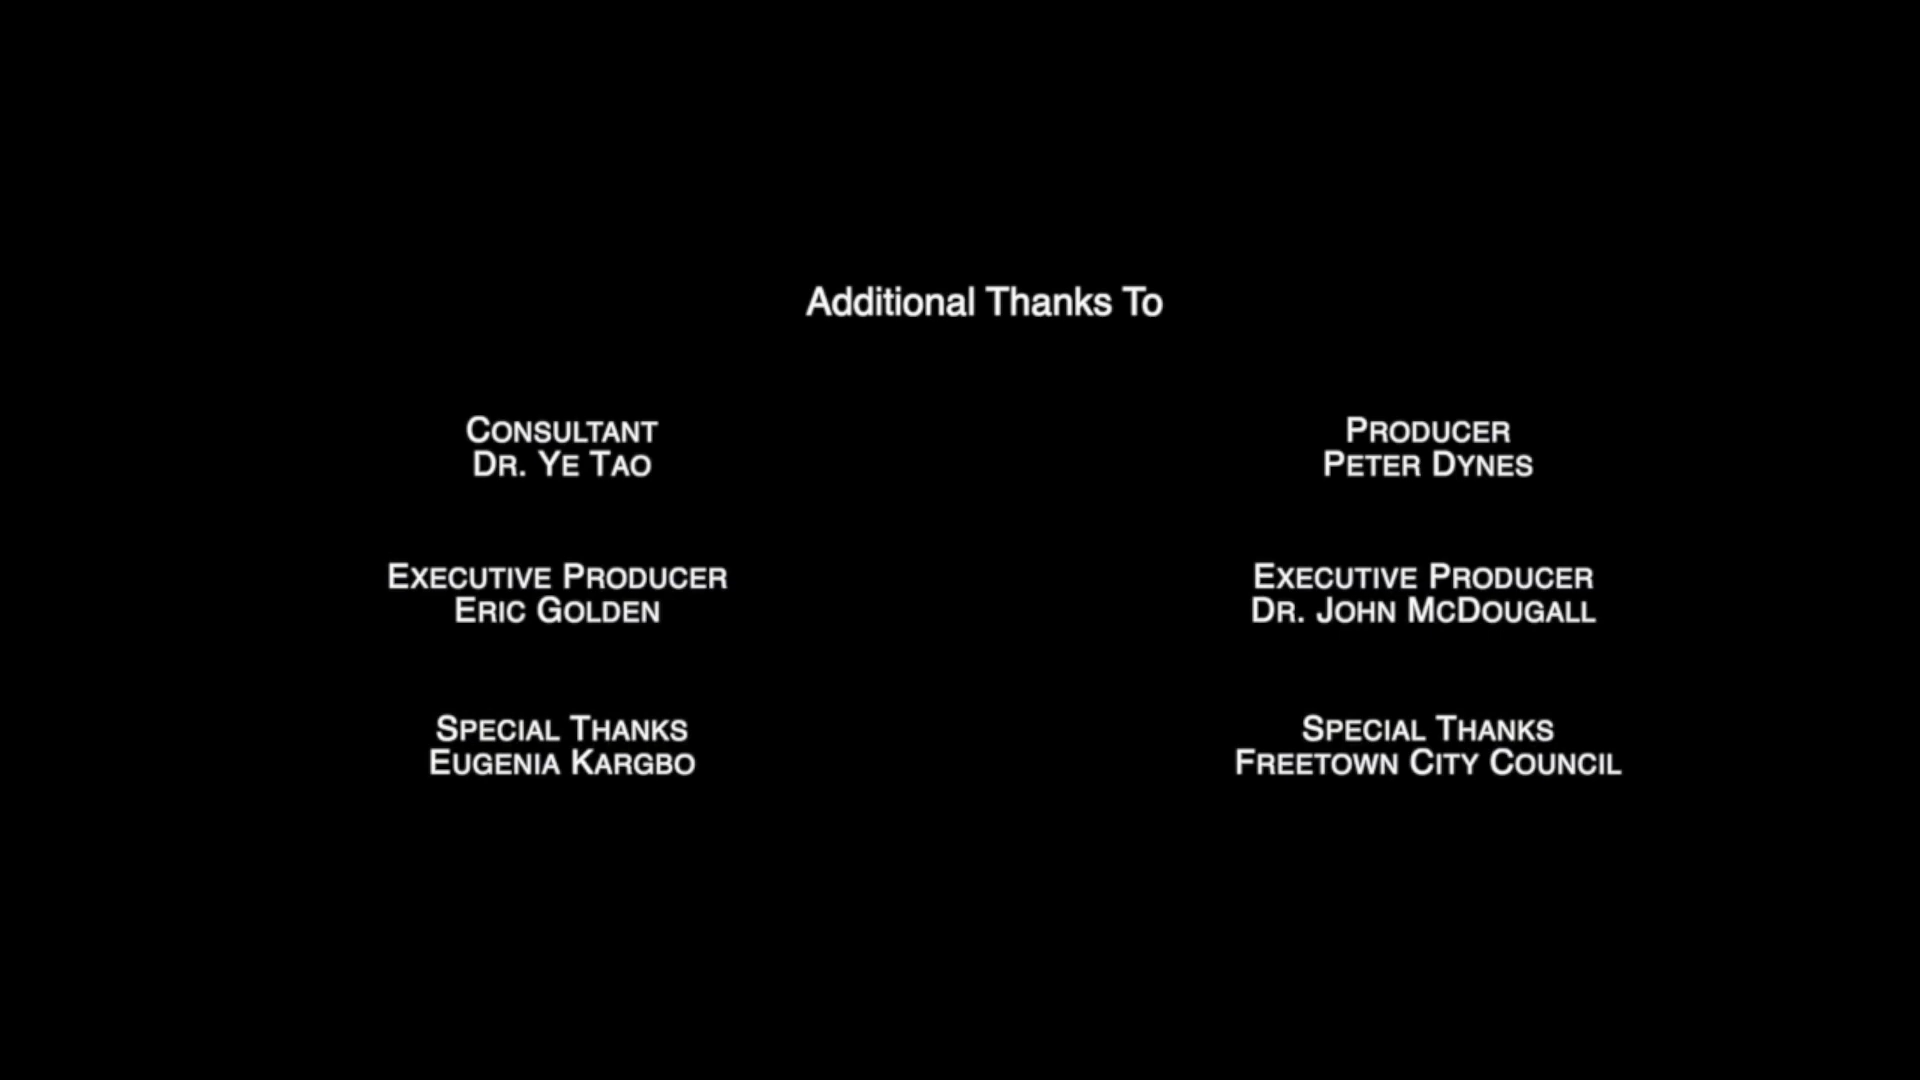 Additional Thanks To
CONSULTANT
DR. YE TAO
PRODUCER
PETER DYNES
EXECUTIVE PRODUCER
ERIC GOLDEN
EXECUTIVE PRODUCER
DR. JOHN MCDOUGALL
SPECIAL THANKS
EUGENIA KARGBO
SPECIAL THANKS
FREETOWN CITY COUNCIL